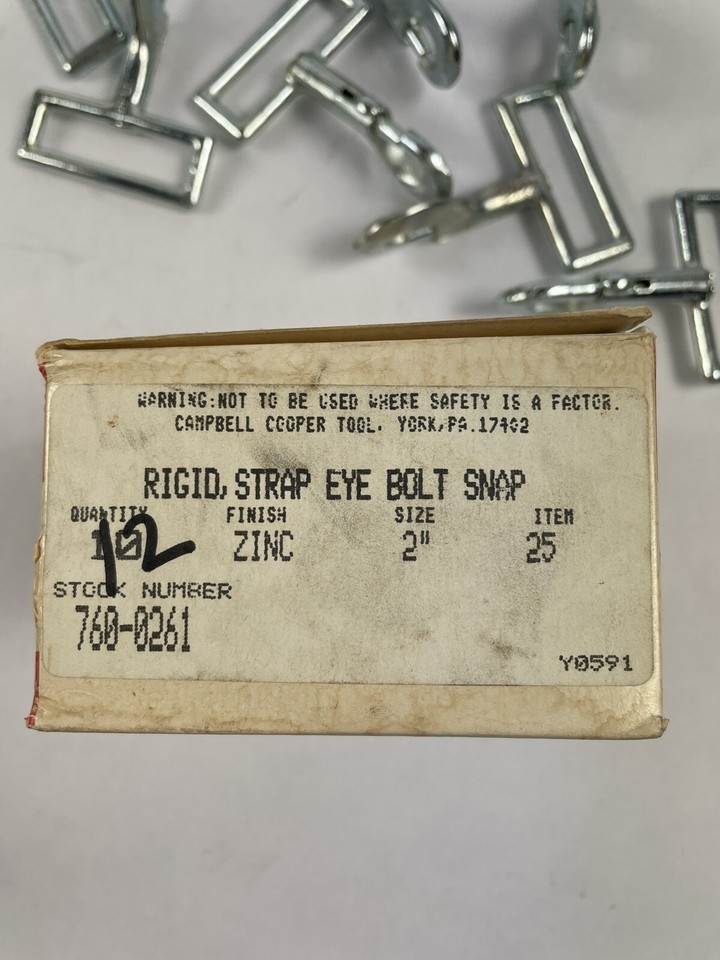 WARNING:NOT TO BE USED WHERE SAFETY IS A FACTOR.
CAMPBELL COOPER TOOL. YORK,PA.17402
RIGID, STRAP EYE BOLT SNAP
QUANTITY FINISH SIZE ITEM
10 12 ZINC 2" 25
STOCK NUMBER
760-0261
Y0591